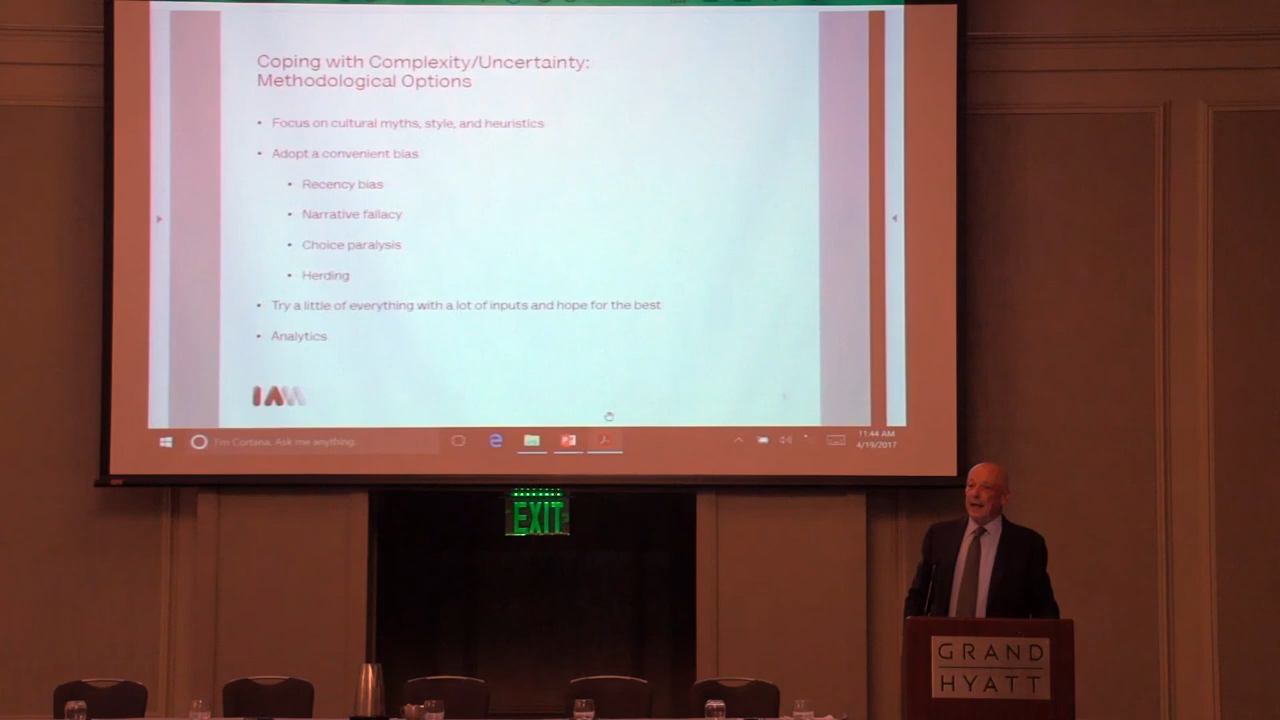 Coping with Complexity/Uncertainty:
Methodological Options
• Focus on cultural myths, style, and heuristics
• Adopt a convenient bias
• Recency bias
• Narrative fallacy
• Choice paralysis
• Herding
• Try a little of everything with a lot of inputs and hope for the best
• Analytics
IAW
I'm Cortana. Ask me anything.
11:44 AM
4/19/2017
EXIT
GRAND
HYATT